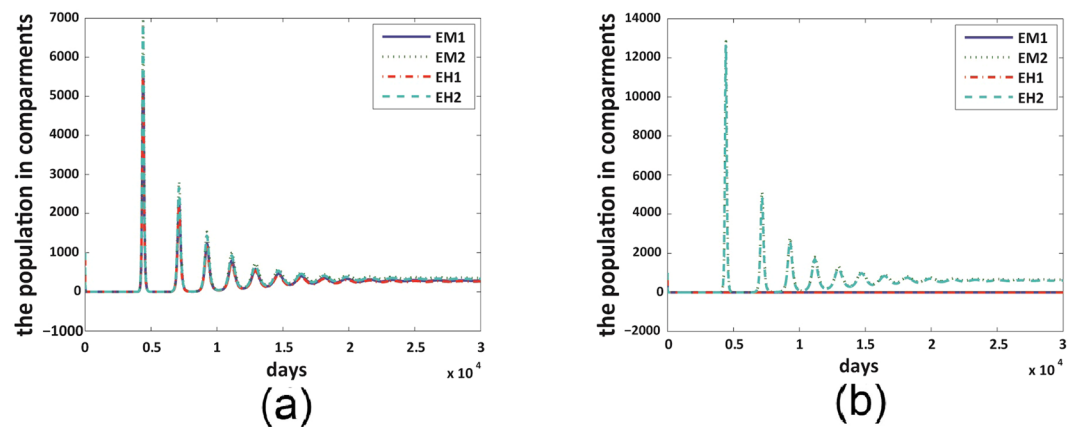 7000
6000
5000
4000
3000
2000
1000
0
−1000
the population in comparments
EM1
EM2
EH1
EH2
0 0.5 1 1.5 2 2.5 3
days
x 10^4
(a)
14000
12000
10000
8000
6000
4000
2000
0
−2000
the population in comparments
EM1
EM2
EH1
EH2
0 0.5 1 1.5 2 2.5 3
days
x 10^4
(b)